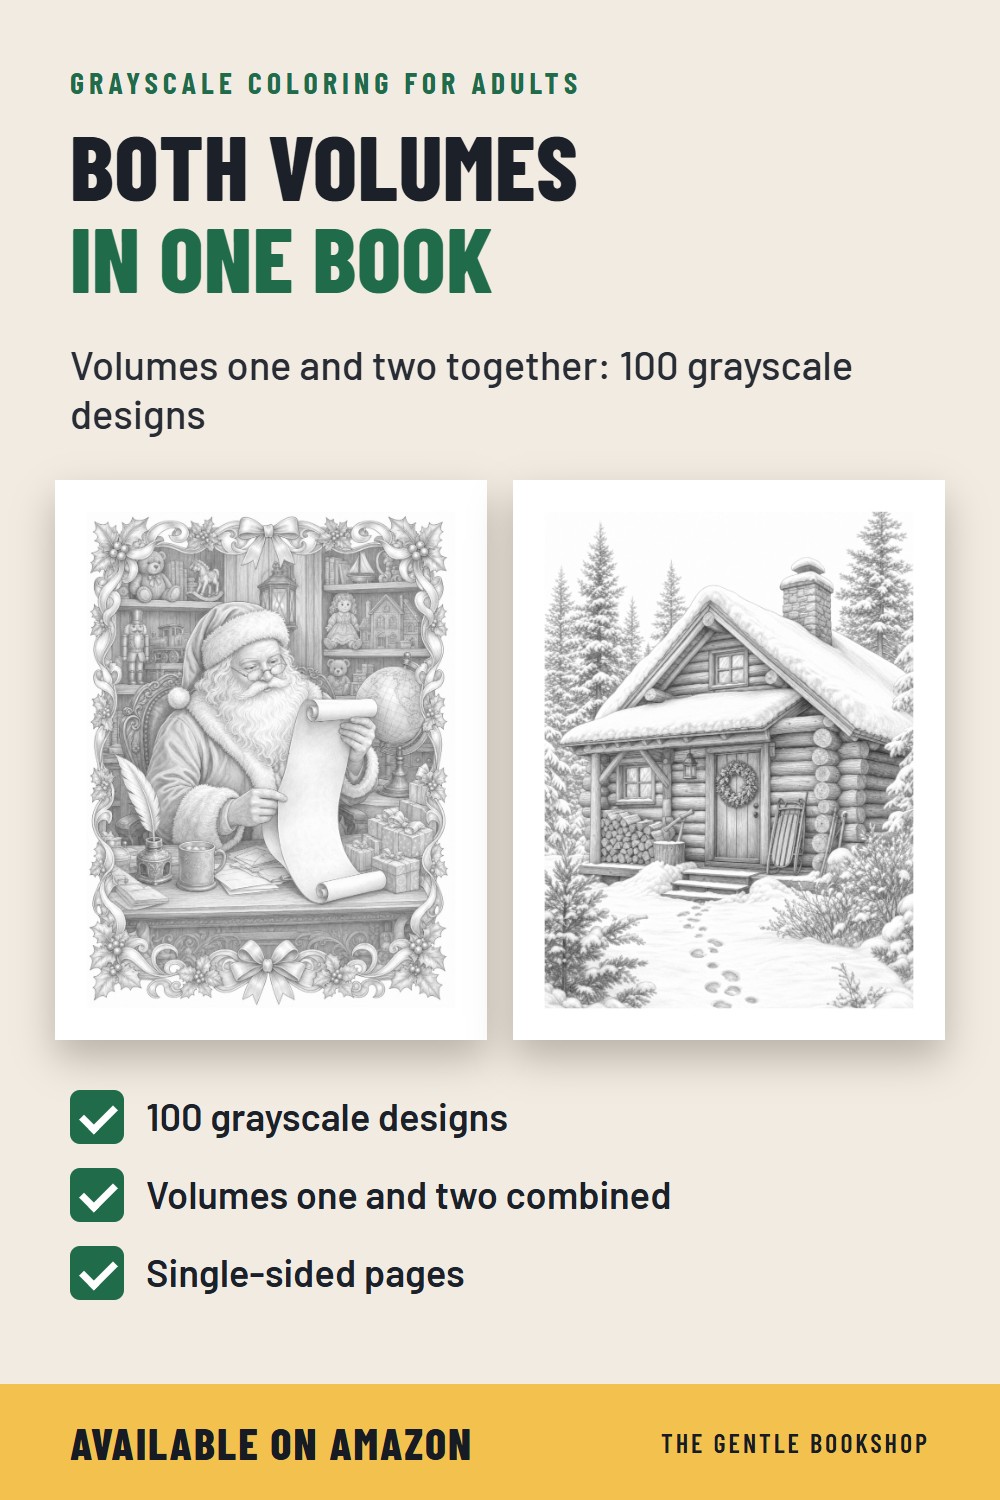 GRAYSCALE COLORING FOR ADULTS
BOTH VOLUMES
IN ONE BOOK
Volumes one and two together: 100 grayscale
designs
100 grayscale designs
Volumes one and two combined
Single-sided pages
AVAILABLE ON AMAZON
THE GENTLE BOOKSHOP